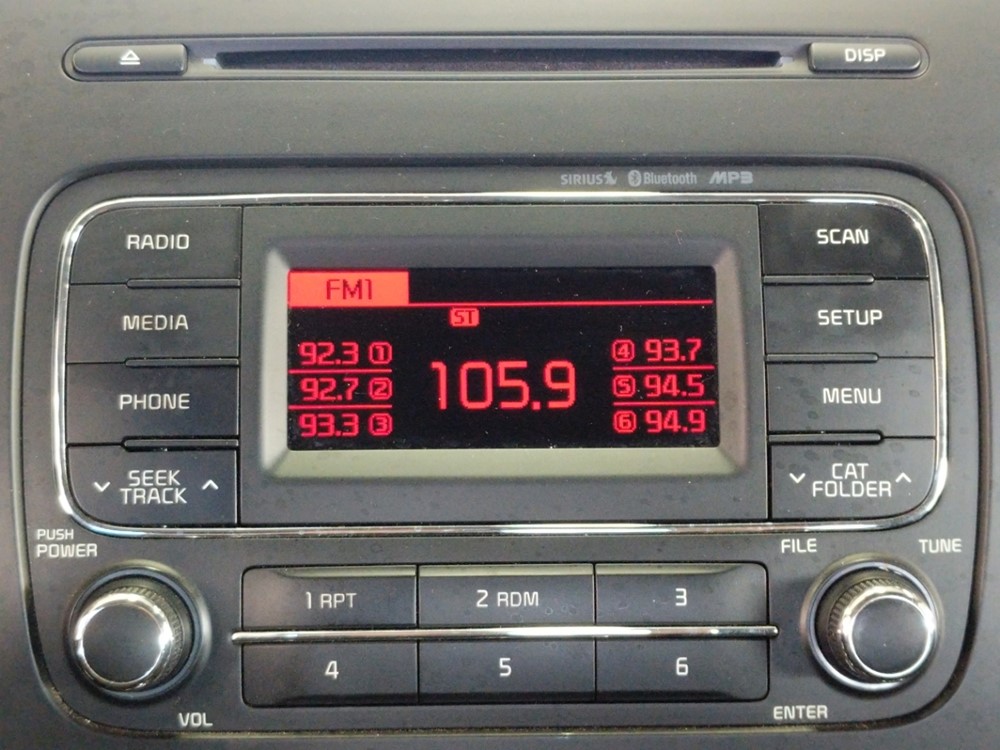 DISP
SIRIUS Bluetooth MP3
RADIO
MEDIA
PHONE
SEEK
TRACK
FM1
ST
92.3 1
92.7 2
93.3 3
105.9
4 93.7
5 94.5
6 94.9
SCAN
SETUP
MENU
CAT
FOLDER
PUSH
POWER
VOL
1 RPT
2 RDM
3
4
5
6
FILE
TUNE
ENTER